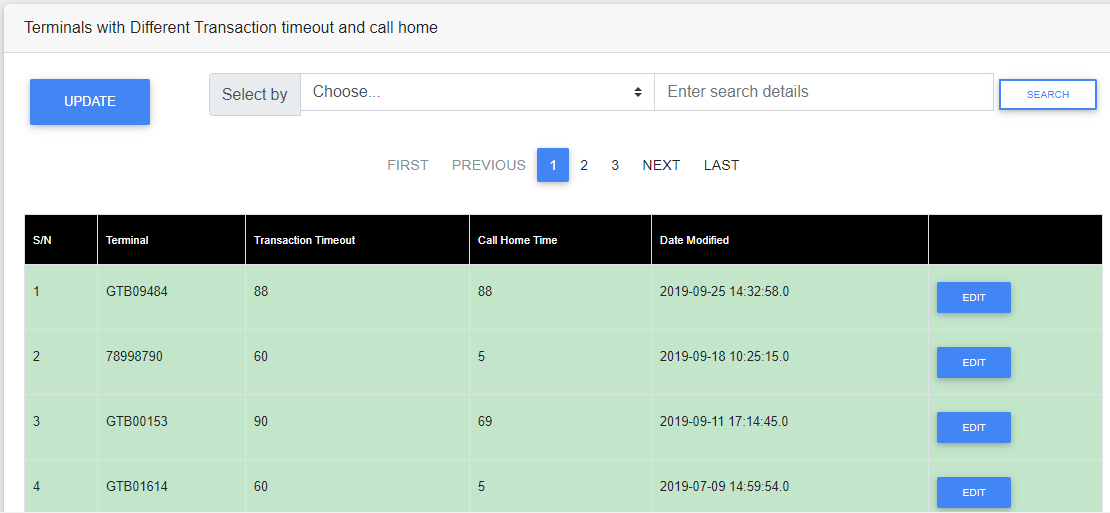 Terminals with Different Transaction timeout and call home
UPDATE Select by Choose... Enter search details SEARCH
FIRST PREVIOUS 1 2 3 NEXT LAST
S/N Terminal Transaction Timeout Call Home Time Date Modified
1 GTB09484 88 88 2019-09-25 14:32:58.0 EDIT
2 78998790 60 5 2019-09-18 10:25:15.0 EDIT
3 GTB00153 90 69 2019-09-11 17:14:45.0 EDIT
4 GTB01614 60 5 2019-07-09 14:59:54.0 EDIT